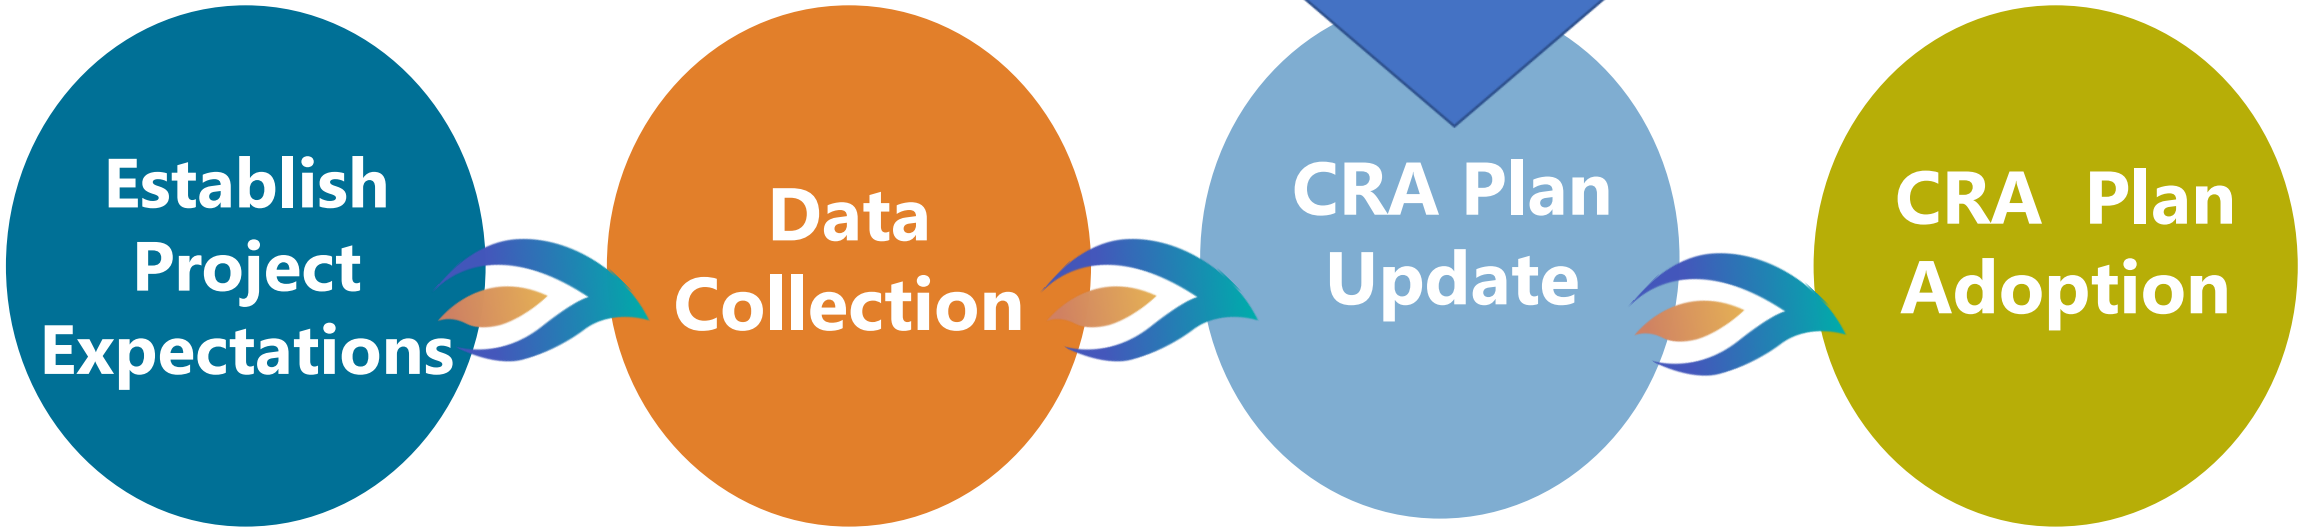 Establish
Project
Expectations
Data
Collection
CRA Plan
Update
CRA  Plan
Adoption